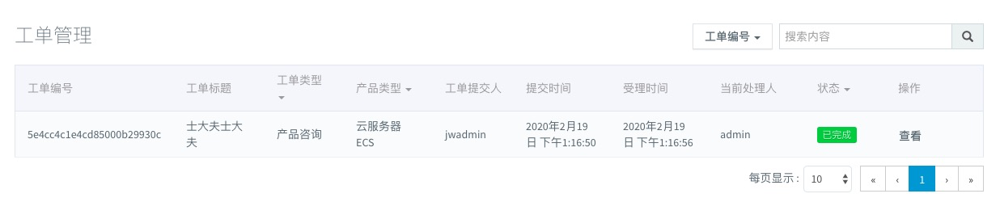 工单管理
工单编号
搜索内容
工单编号 工单标题 工单类型 产品类型 工单提交人 提交时间 受理时间 当前处理人 状态 操作
5e4cc4c1e4cd85000b29930c 士大夫士大 产品咨询 云服务器 jwadmin 2020年2月19 2020年2月19 admin 已完成 查看
夫 ECS 日 下午1:16:50 日 下午1:16:56
每页显示 : 10 « ‹ 1 › »